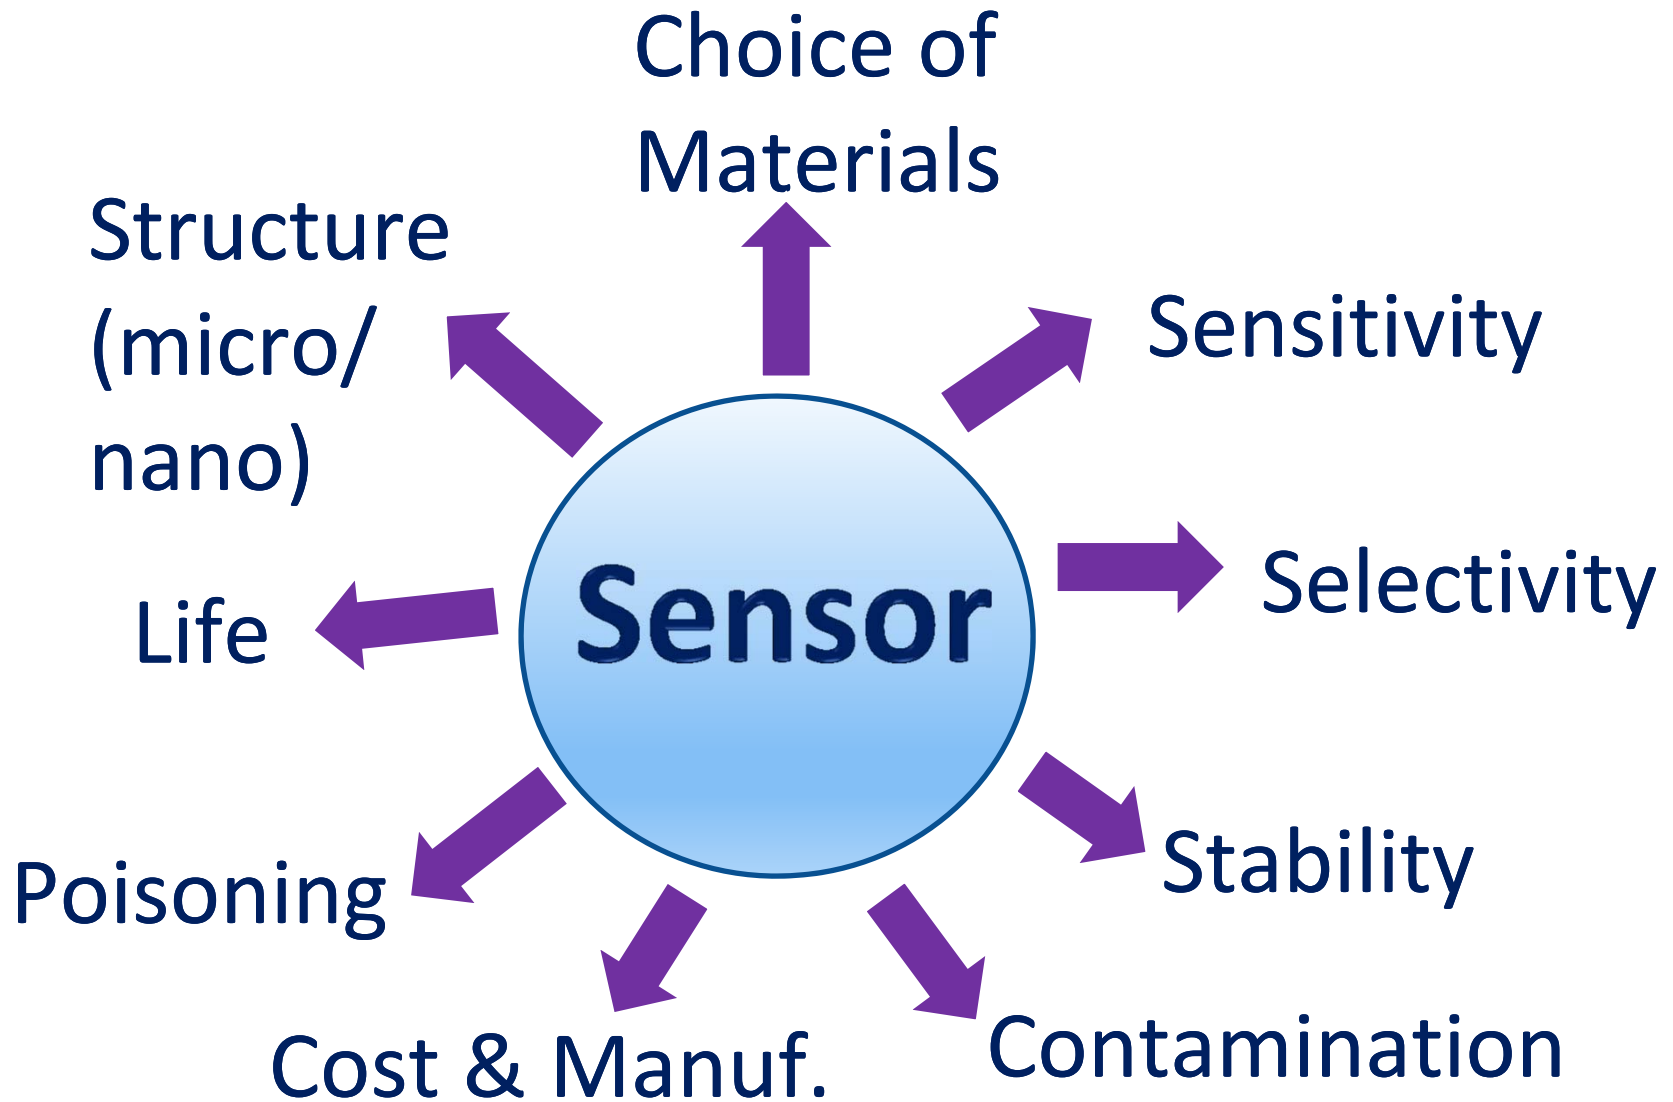 Choice of
Materials
Structure
(micro/
nano)
Sensitivity
Selectivity
Sensor
Life
Stability
Poisoning
Contamination
Cost & Manuf.